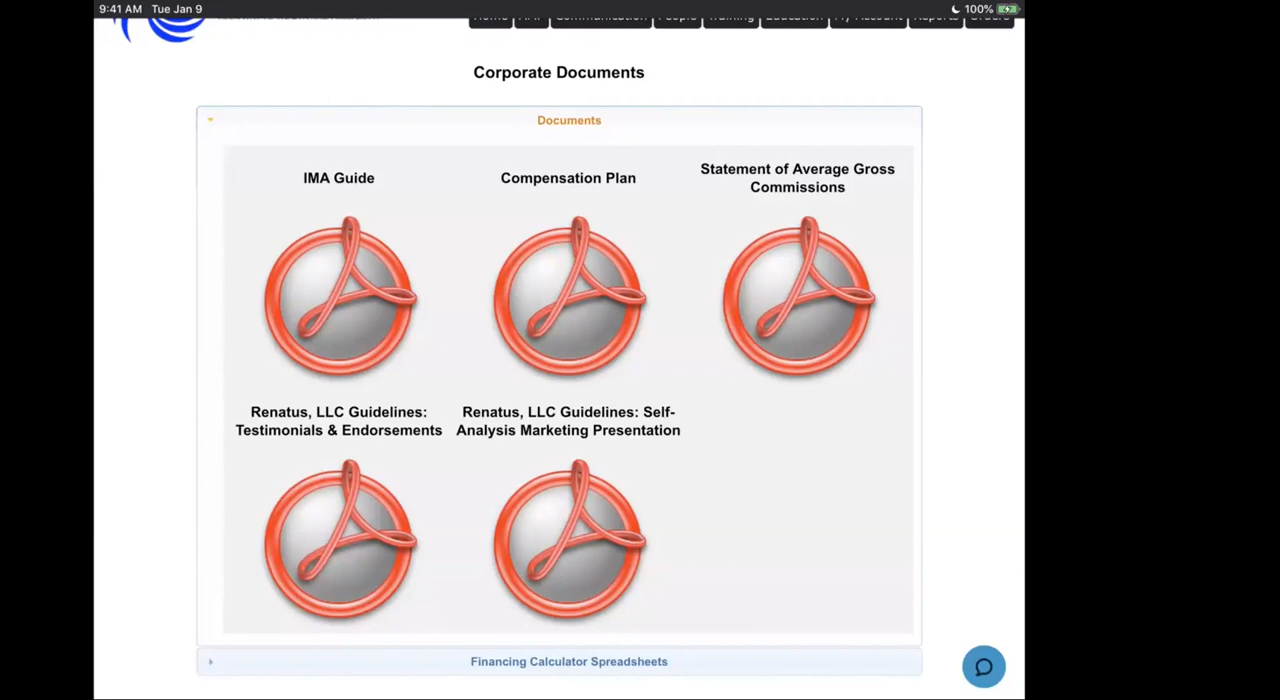 9:41 AM Tue Jan 9
100%
Corporate Documents
Documents
IMA Guide
Compensation Plan
Statement of Average Gross
Commissions
Renatus, LLC Guidelines:
Testimonials & Endorsements
Renatus, LLC Guidelines: Self-
Analysis Marketing Presentation
Financing Calculator Spreadsheets